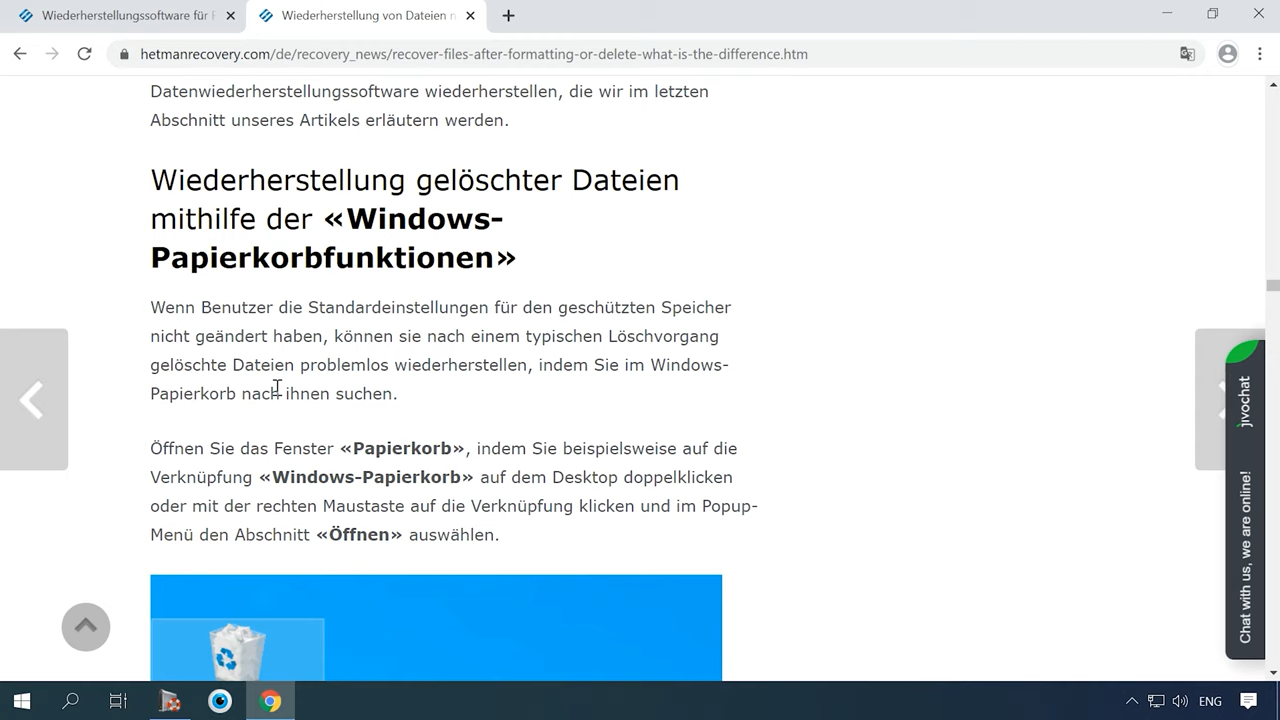 Wiederherstellungssoftware für F
Wiederherstellung von Dateien n
hetmanrecovery.com/de/recovery_news/recover-files-after-formatting-or-delete-what-is-the-difference.htm
Datenwiederherstellungssoftware wiederherstellen, die wir im letzten
Abschnitt unseres Artikels erläutern werden.
Wiederherstellung gelöschter Dateien
mithilfe der «Windows-
Papierkorbfunktionen»
Wenn Benutzer die Standardeinstellungen für den geschützten Speicher
nicht geändert haben, können sie nach einem typischen Löschvorgang
gelöschte Dateien problemlos wiederherstellen, indem Sie im Windows-
Papierkorb nach ihnen suchen.
Öffnen Sie das Fenster «Papierkorb», indem Sie beispielsweise auf die
Verknüpfung «Windows-Papierkorb» auf dem Desktop doppelklicken
oder mit der rechten Maustaste auf die Verknüpfung klicken und im Popup-
Menü den Abschnitt «Öffnen» auswählen.
jivochat
Chat with us, we are online!
ENG